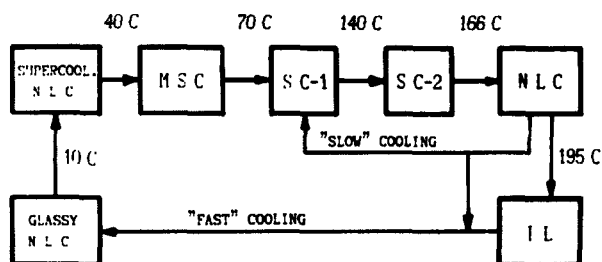 40 C 70 C 140 C 166 C
SUPERCOOL. N L C
M S C
S C-1
S C-2
N L C
"SLOW" COOLING
10 C
195 C
GLASSY N L C
"FAST" COOLING
I L